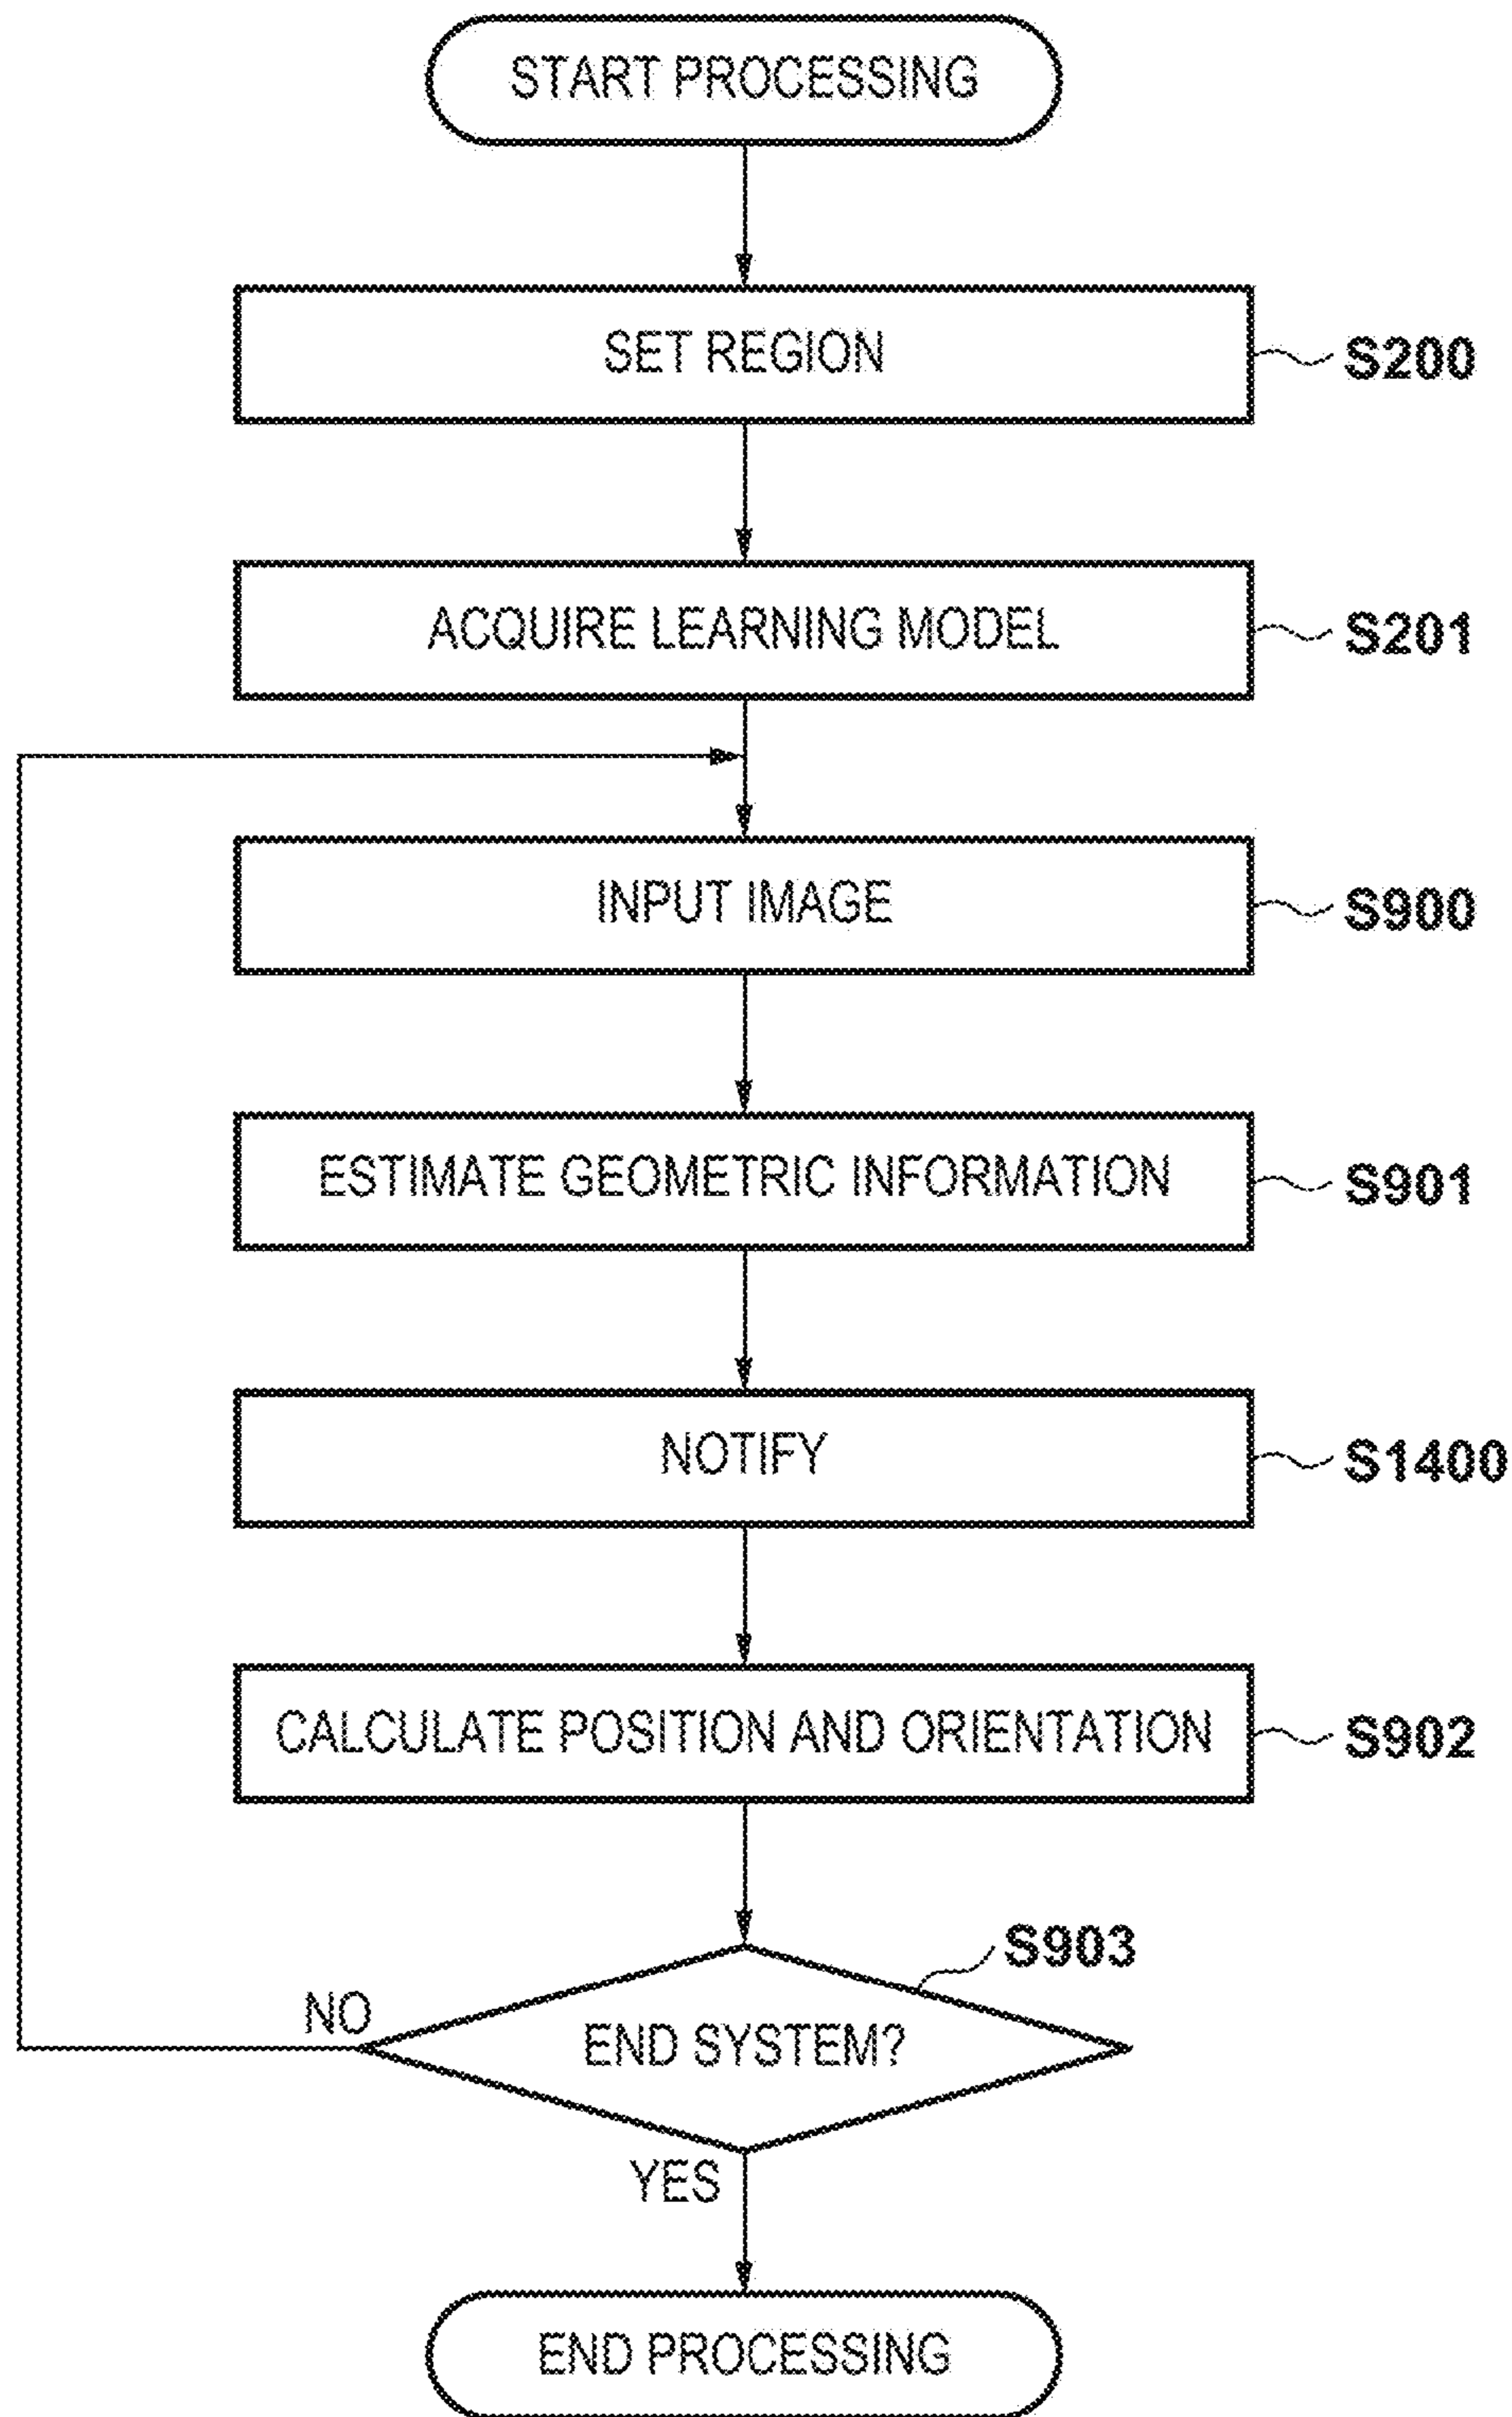 START PROCESSING
SET REGION
S200
ACQUIRE LEARNING MODEL
S201
INPUT IMAGE
S900
ESTIMATE GEOMETRIC INFORMATION
S901
NOTIFY
S1400
CALCULATE POSITION AND ORIENTATION
S902
S903
NO
END SYSTEM?
YES
END PROCESSING